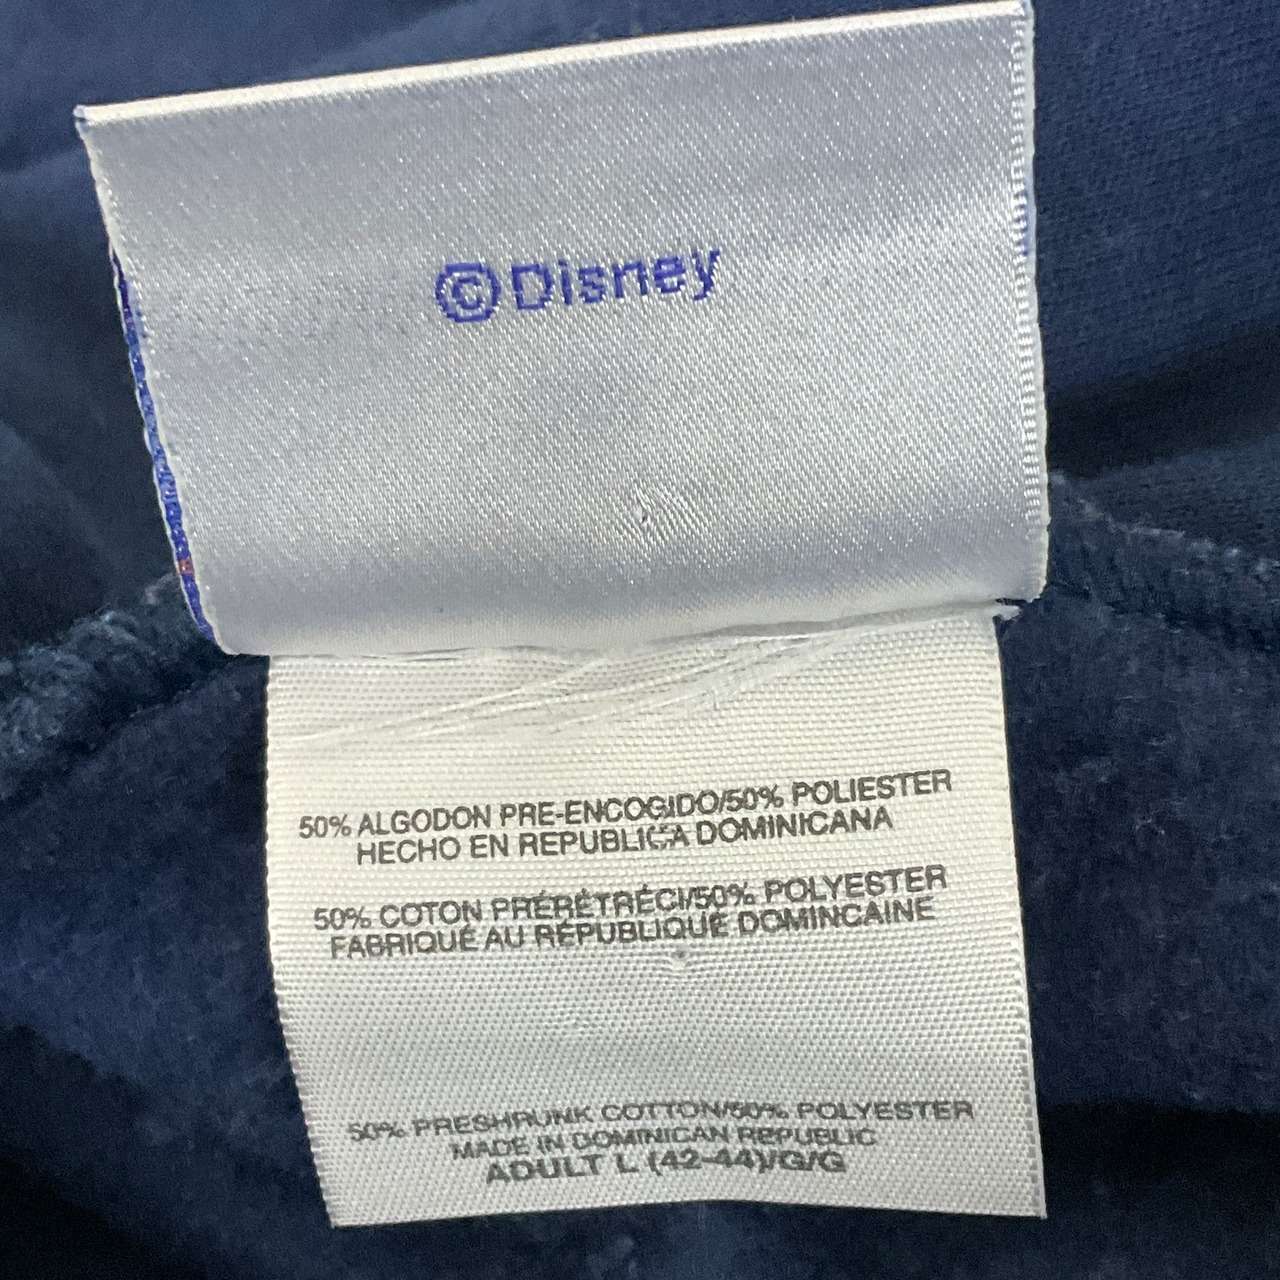 ©Disney
50% ALGODON PRE-ENCOGIDO/50% POLIESTER
HECHO EN REPUBLICA DOMINICANA
50% COTON PRÉRÉTRÉCI/50% POLYESTER
FABRIQUÉ AU RÉPUBLIQUE DOMINCAINE
50% PRESHRUNK COTTON/50% POLYESTER
MADE IN DOMINICAN REPUBLIC
ADULT L (42-44)/G/G